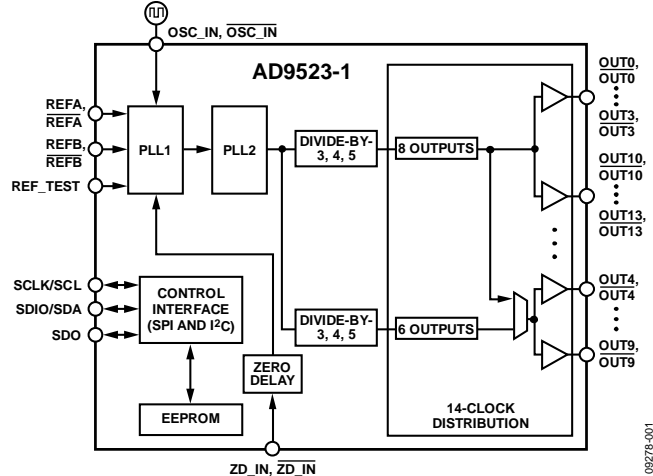 OSC_IN, OSC_IN
AD9523-1
REFA,
REFA
REFB,
REFB
REF_TEST
PLL1
PLL2
DIVIDE-BY-
3, 4, 5
8 OUTPUTS
OUT0,
OUT0
OUT3,
OUT3
OUT10,
OUT10
OUT13,
OUT13
SCLK/SCL
SDIO/SDA
SDO
CONTROL
INTERFACE
(SPI AND I²C)
EEPROM
ZERO
DELAY
DIVIDE-BY-
3, 4, 5
6 OUTPUTS
OUT4,
OUT4
OUT9,
OUT9
14-CLOCK
DISTRIBUTION
ZD_IN, ZD_IN
09278-001